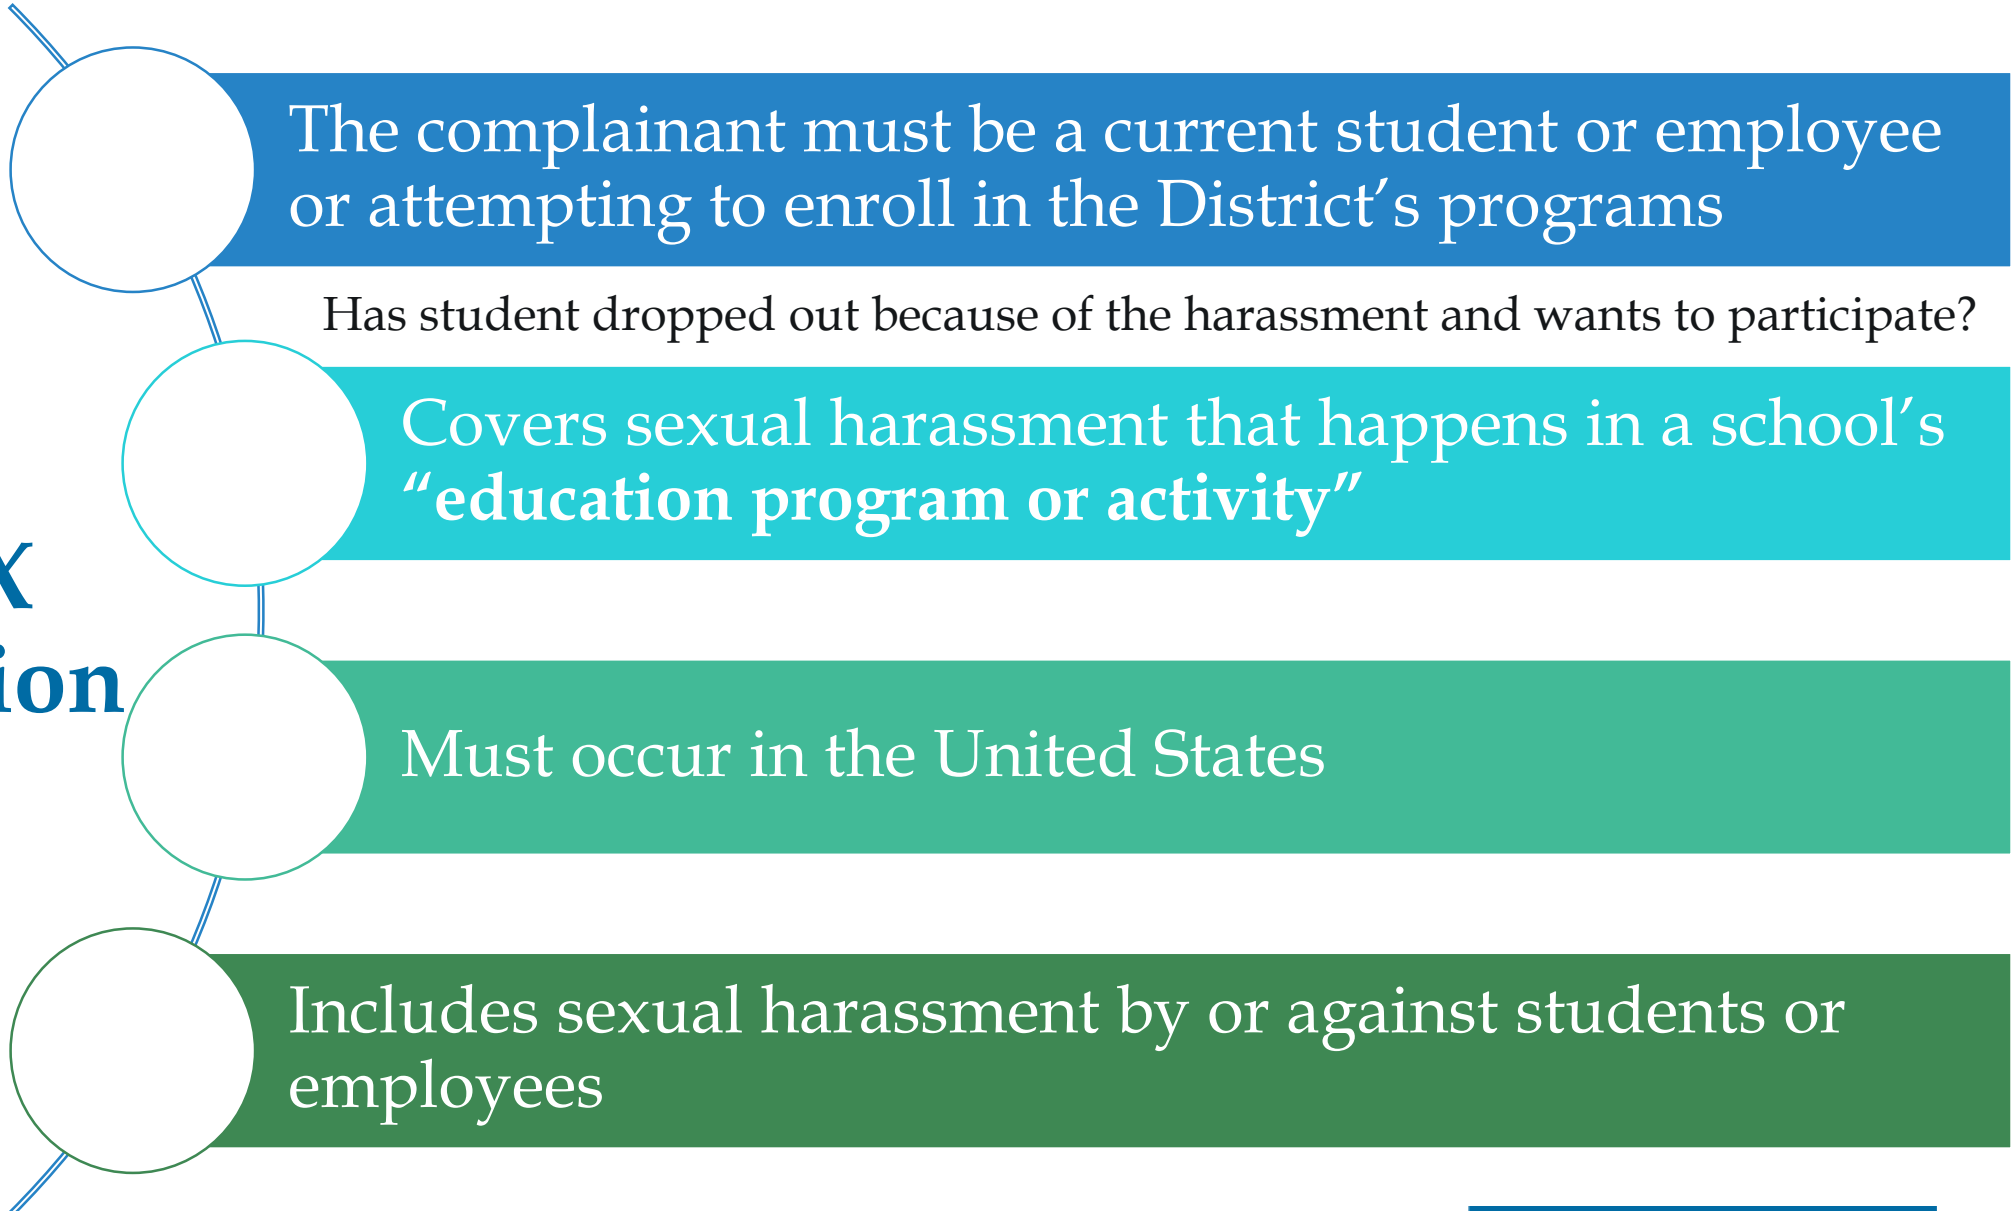 The complainant must be a current student or employee
or attempting to enroll in the District’s programs
Has student dropped out because of the harassment and wants to participate?
Covers sexual harassment that happens in a school’s
“education program or activity”
X
ion
Must occur in the United States
Includes sexual harassment by or against students or
employees